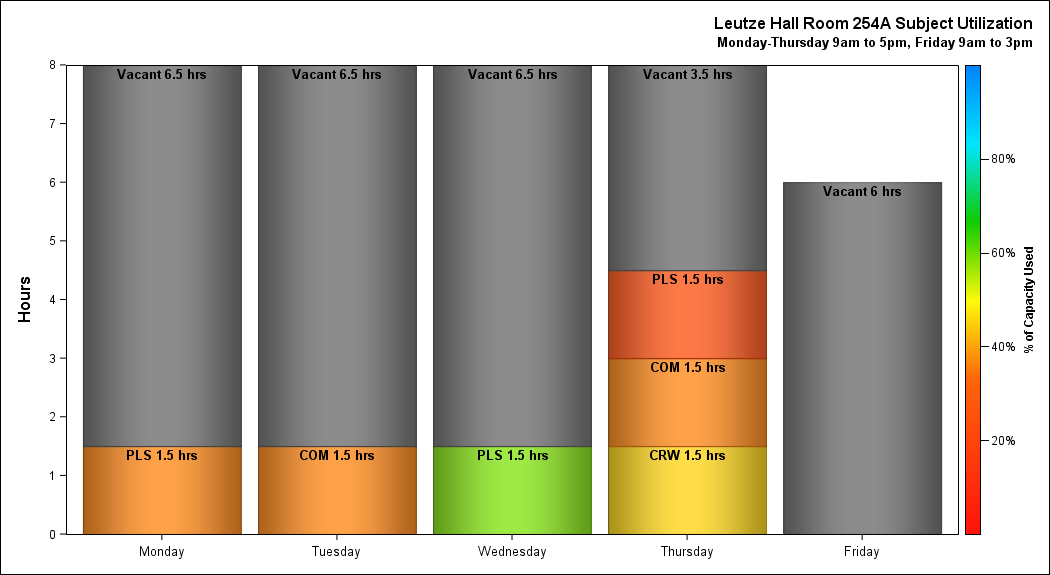 Leutze Hall Room 254A Subject Utilization
Monday-Thursday 9am to 5pm, Friday 9am to 3pm
Hours
8
7
6
5
4
3
2
1
0
Vacant 6.5 hrs
PLS 1.5 hrs
Vacant 6.5 hrs
COM 1.5 hrs
Vacant 6.5 hrs
PLS 1.5 hrs
Vacant 3.5 hrs
PLS 1.5 hrs
COM 1.5 hrs
CRW 1.5 hrs
Vacant 6 hrs
Monday
Tuesday
Wednesday
Thursday
Friday
80%
60%
40%
20%
% of Capacity Used